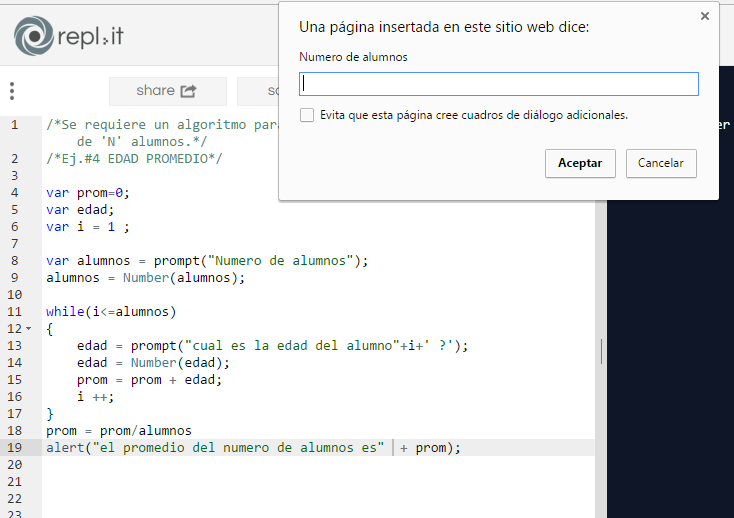 repl.it
share
Una página insertada en este sitio web dice:
×
Numero de alumnos
Evita que esta página cree cuadros de diálogo adicionales.
Aceptar
Cancelar
1 /*Se requiere un algoritmo
de 'N' alumnos.*/
2 /*Ej.#4 EDAD PROMEDIO*/
3
4 var prom=0;
5 var edad;
6 var i = 1 ;
7
8 var alumnos = prompt("Numero de alumnos");
9 alumnos = Number(alumnos);
10
11 while(i<=alumnos)
12 {
13 edad = prompt("cual es la edad del alumno"+i+' ?');
14 edad = Number(edad);
15 prom = prom + edad;
16 i ++;
17 }
18 prom = prom/alumnos
19 alert("el promedio del numero de alumnos es" + prom);
20
21
22
23